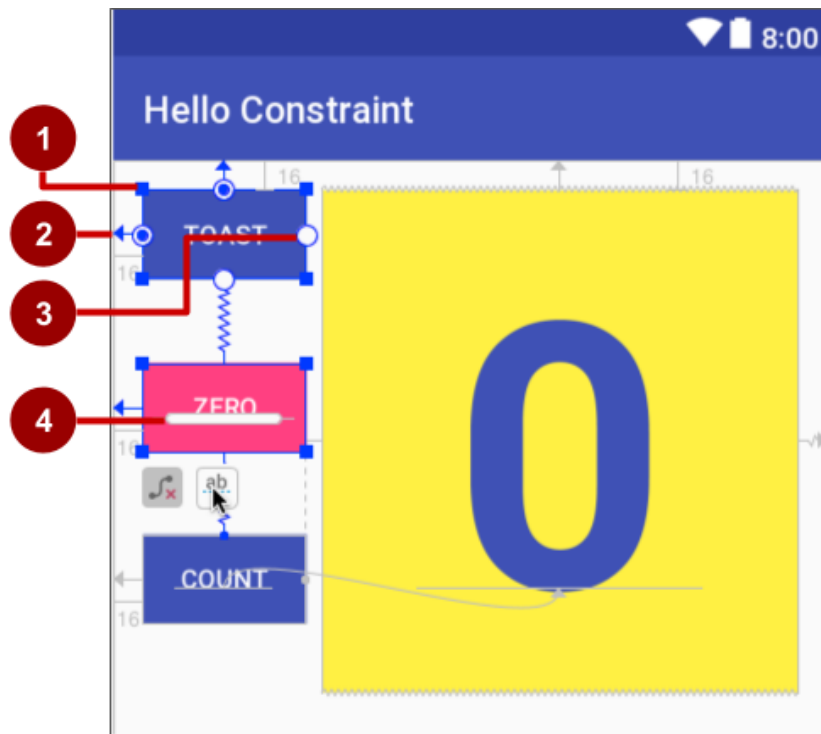 8:00
Hello Constraint
1
16
16
2
TOAST
16
3
ZERO
4
16
ab
COUNT
16
0